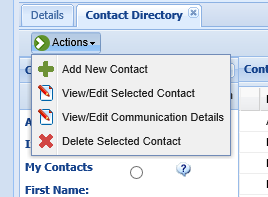 Details
Contact Directory
Actions
Add New Contact
View/Edit Selected Contact
View/Edit Communication Details
Delete Selected Contact
My Contacts
First Name: